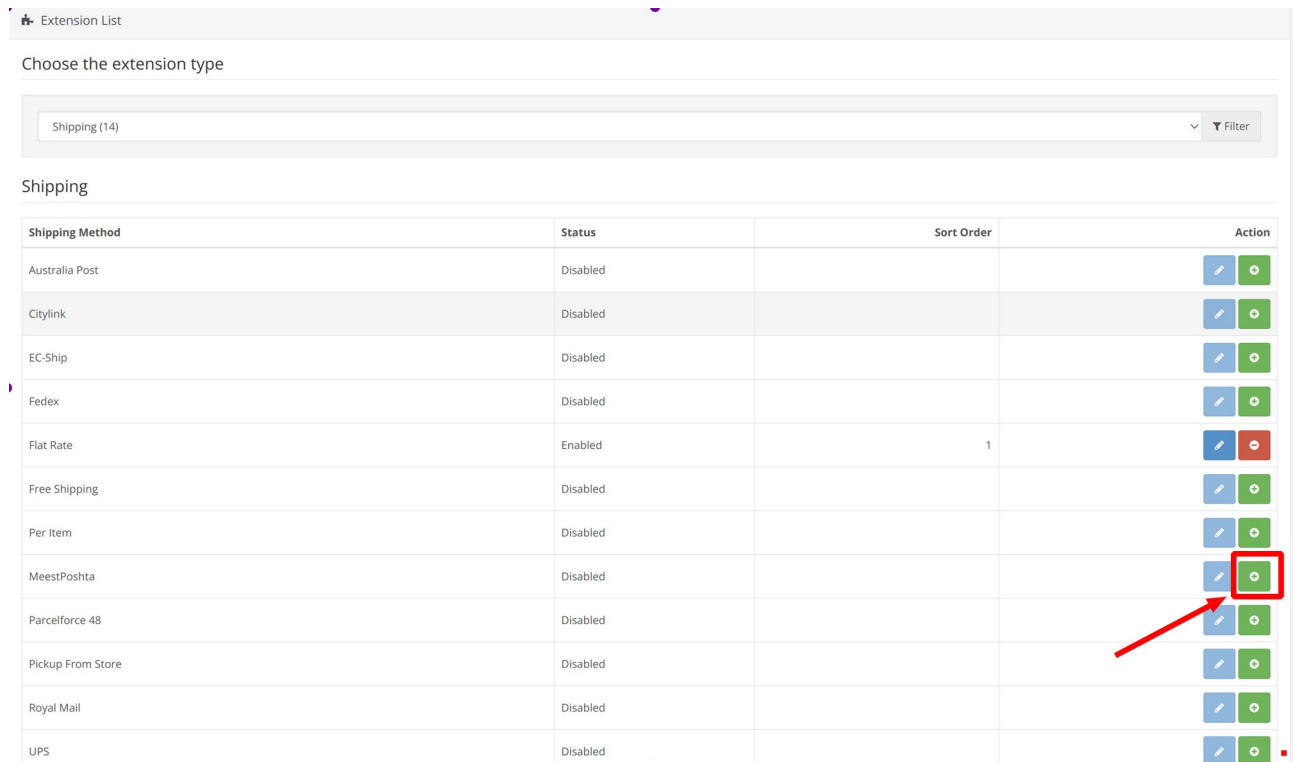 Extension List
Choose the extension type
Shipping (14)
Filter
Shipping
Shipping Method Status Sort Order Action
Australia Post Disabled
Citylink Disabled
EC-Ship Disabled
Fedex Disabled
Flat Rate Enabled 1
Free Shipping Disabled
Per Item Disabled
MeestPoshta Disabled
Parcelforce 48 Disabled
Pickup From Store Disabled
Royal Mail Disabled
UPS Disabled